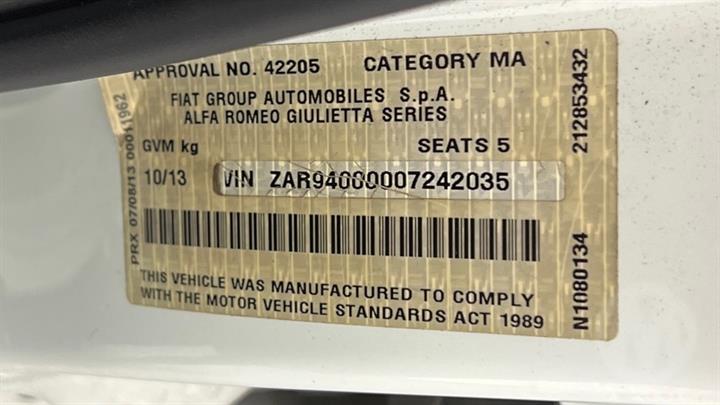 APPROVAL NO. 42205 CATEGORY MA
FIAT GROUP AUTOMOBILES S.p.A.
ALFA ROMEO GIULIETTA SERIES
GVM kg SEATS 5
10/13 VIN ZAR94000007242035
THIS VEHICLE WAS MANUFACTURED TO COMPLY
WITH THE MOTOR VEHICLE STANDARDS ACT 1989
PRX 07/08/13 00011962
212853432
N1080134